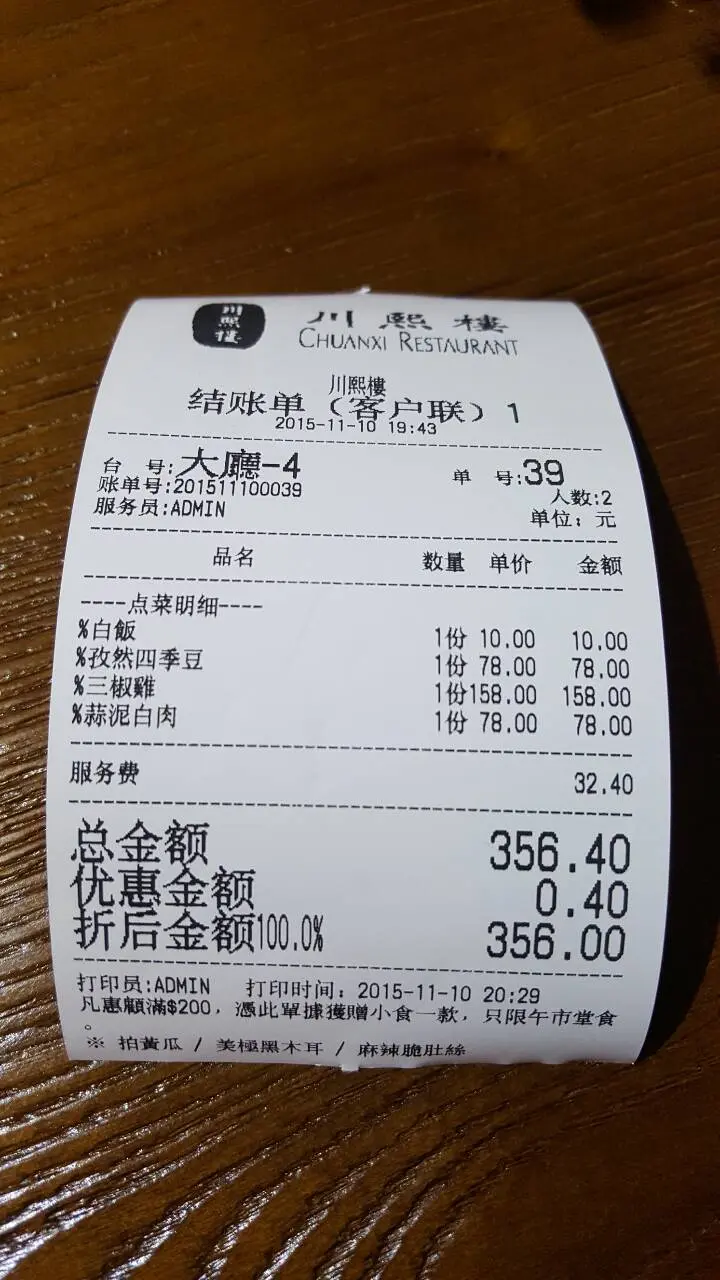 川熙樓
川熙樓
CHUANXI RESTAURANT
川熙樓
结账单（客户联）1
2015-11-10 19:43
台 号:大廳-4 单 号:39
账单号:201511100039 人数:2
服务员:ADMIN 单位：元
品名 数量 单价 金额
----点菜明细----
%白飯 1份 10.00 10.00
%孜然四季豆 1份 78.00 78.00
%三椒雞 1份158.00 158.00
%蒜泥白肉 1份 78.00 78.00
服务费 32.40
总金额 356.40
优惠金额 0.40
折后金额100.0% 356.00
打印员:ADMIN 打印时间：2015-11-10 20:29
凡惠顧滿$200，憑此單據獲贈小食一款，只限午市堂食
。
※ 拍黃瓜 / 美極黑木耳 / 麻辣脆肚絲